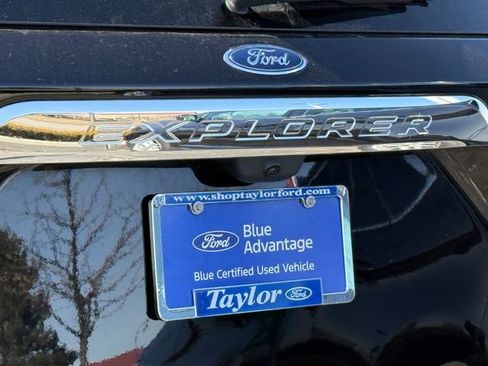 Ford
EXPLORER
www.shoptaylorford.com
Ford Blue
Advantage
Blue Certified Used Vehicle
Taylor Ford